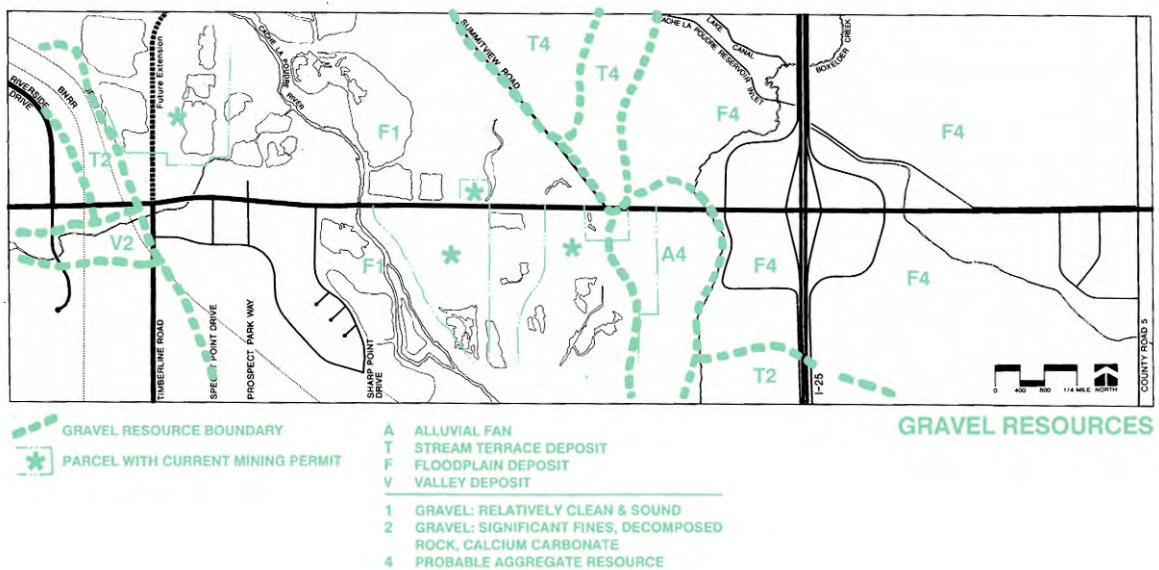 SUMMITVIEW ROAD
CACHE LA POUDRE RIVER
LAKE CANAL
CACHE LA POUDRE RESERVOIR INLET
BOXELDER CREEK
RIVERSIDE DRIVE
BNRR
Future Extension
T4
T4
F4
F4
F1
T2
V2
F1
A4
F4
F4
T2
TIMBERLINE ROAD
SPECHT POINT DRIVE
PROSPECT PARK WAY
SHARP POINT DRIVE
I-25
COUNTY ROAD 5
0 400 800 1/4 MILE NORTH
GRAVEL RESOURCES
GRAVEL RESOURCE BOUNDARY
PARCEL WITH CURRENT MINING PERMIT
A ALLUVIAL FAN
T STREAM TERRACE DEPOSIT
F FLOODPLAIN DEPOSIT
V VALLEY DEPOSIT
1 GRAVEL: RELATIVELY CLEAN & SOUND
2 GRAVEL: SIGNIFICANT FINES, DECOMPOSED
ROCK, CALCIUM CARBONATE
4 PROBABLE AGGREGATE RESOURCE